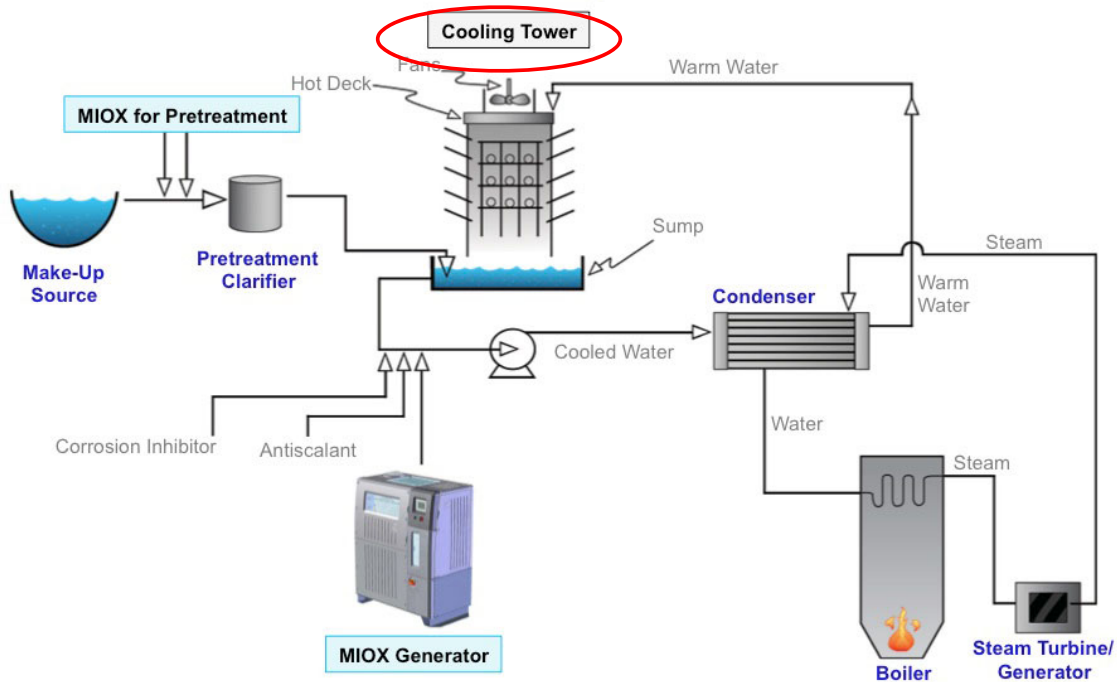 Cooling Tower
Fans
Hot Deck
Warm Water
MIOX for Pretreatment
Sump
Steam
Make-Up
Source
Pretreatment
Clarifier
Condenser
Warm
Water
Cooled Water
Water
Corrosion Inhibitor
Antiscalant
Steam
MIOX Generator
Boiler
Steam Turbine/
Generator